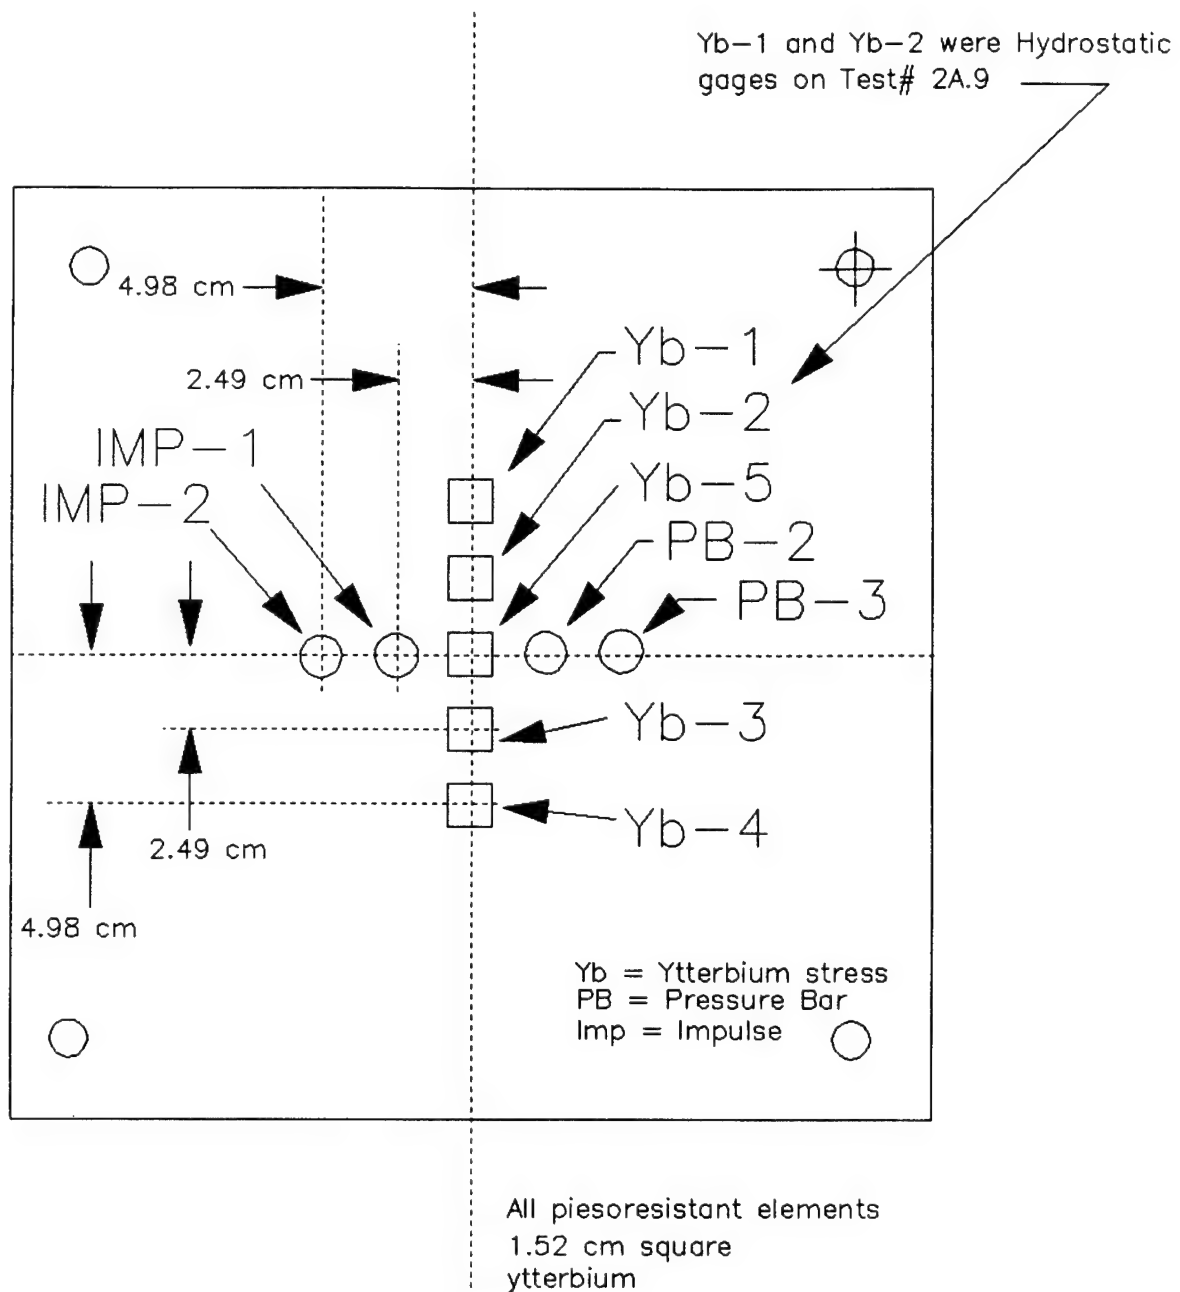 Yb-1 and Yb-2 were Hydrostatic
gages on Test# 2A.9
4.98 cm
2.49 cm
Yb-1
Yb-2
IMP-1
IMP-2
Yb-5
PB-2
PB-3
Yb-3
Yb-4
2.49 cm
4.98 cm
Yb = Ytterbium stress
PB = Pressure Bar
Imp = Impulse
All piesoresistant elements
1.52 cm square
ytterbium